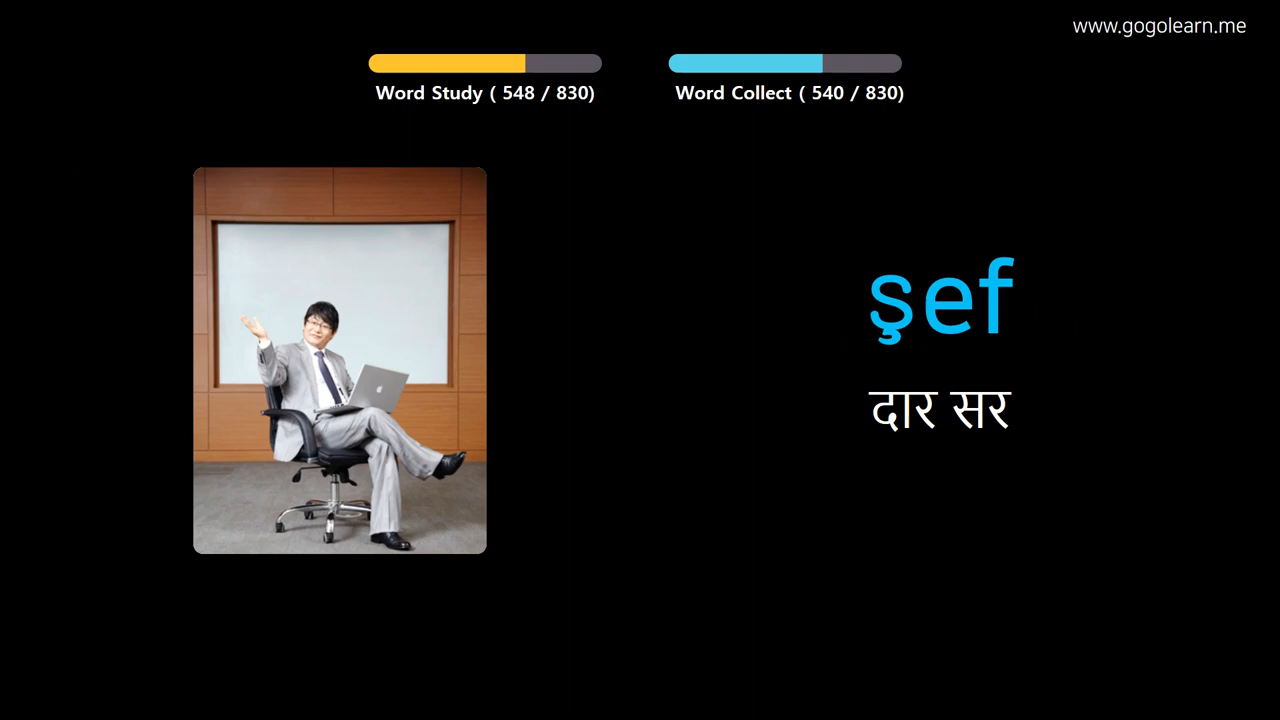 www.gogolearn.me
Word Study ( 548 / 830)
Word Collect ( 540 / 830)
şef
दार सर